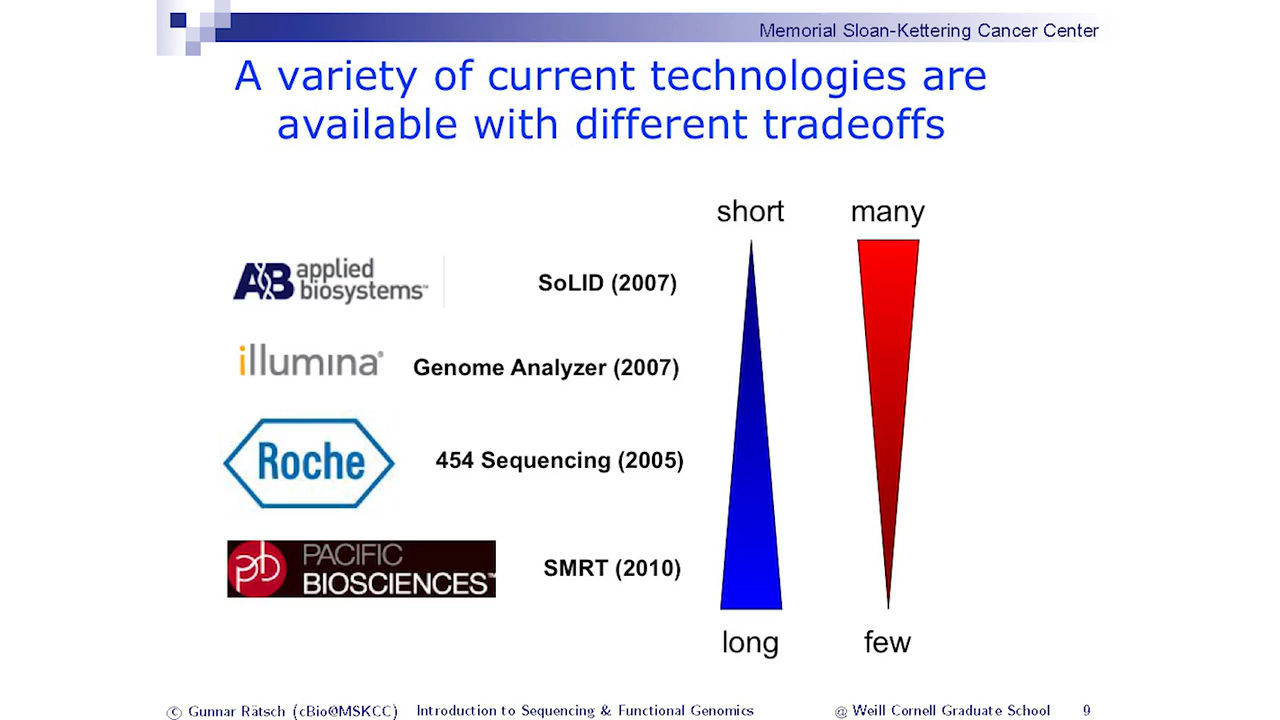 Memorial Sloan-Kettering Cancer Center
A variety of current technologies are
available with different tradeoffs
short many
applied
biosystems™ SoLID (2007)
illumina® Genome Analyzer (2007)
Roche 454 Sequencing (2005)
PACIFIC
BIOSCIENCES™ SMRT (2010)
long few
© Gunnar Rätsch (cBio@MSKCC) Introduction to Sequencing & Functional Genomics @ Weill Cornell Graduate School 9